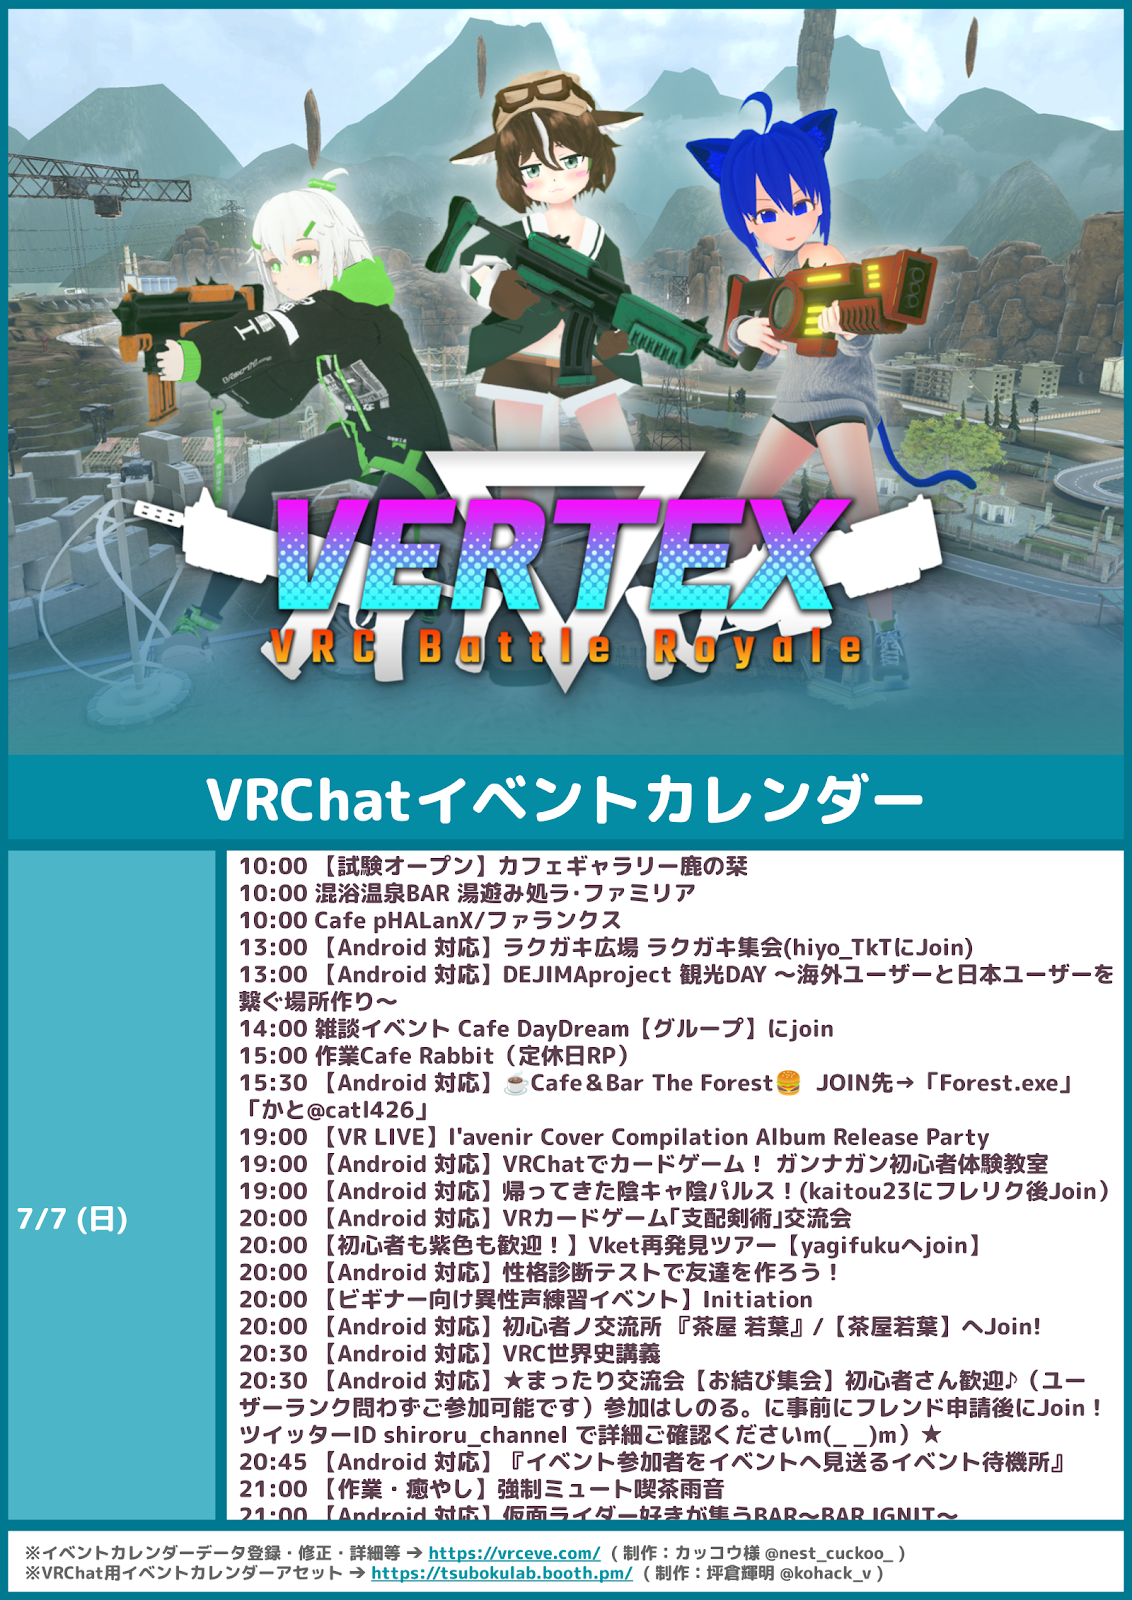 VERTEX
VRC Battle Royale
VRChatイベントカレンダー
7/7 (日)
10:00 【試験オープン】カフェギャラリー鹿の栞
10:00 混浴温泉BAR 湯遊み処ラ･ファミリア
10:00 Cafe pHALanX/ファランクス
13:00 【Android 対応】ラクガキ広場 ラクガキ集会(hiyo_TkTにJoin)
13:00 【Android 対応】DEJIMAproject 観光DAY ～海外ユーザーと日本ユーザーを
繋ぐ場所作り～
14:00 雑談イベント Cafe DayDream【グループ】にjoin
15:00 作業Cafe Rabbit（定休日RP）
15:30 【Android 対応】☕Cafe＆Bar The Forest🍔 JOIN先→「Forest.exe」
「かと@catl426」
19:00 【VR LIVE】l'avenir Cover Compilation Album Release Party
19:00 【Android 対応】VRChatでカードゲーム！ ガンナガン初心者体験教室
19:00 【Android 対応】帰ってきた陰キャ陰パルス！(kaitou23にフレリク後Join）
20:00 【Android 対応】VRカードゲーム｢支配剣術｣交流会
20:00 【初心者も紫色も歓迎！】Vket再発見ツアー【yagifukuへjoin】
20:00 【Android 対応】性格診断テストで友達を作ろう！
20:00 【ビギナー向け異性声練習イベント】Initiation
20:00 【Android 対応】初心者ノ交流所 『茶屋 若葉』/【茶屋若葉】へJoin!
20:30 【Android 対応】VRC世界史講義
20:30 【Android 対応】★まったり交流会【お結び集会】初心者さん歓迎♪（ユー
ザーランク問わずご参加可能です）参加はしのる。に事前にフレンド申請後にJoin！
ツイッターID shiroru_channel で詳細ご確認くださいm(_ _)m）★
20:45 【Android 対応】『イベント参加者をイベントへ見送るイベント待機所』
21:00 【作業・癒やし】強制ミュート喫茶雨音
21:00 【Android 対応】仮面ライダー好きが集うBAR～BAR IGNIT～
※イベントカレンダーデータ登録・修正・詳細等 → https://vrceve.com/ ( 制作：カッコウ様 @nest_cuckoo_ )
※VRChat用イベントカレンダーアセット → https://tsubokulab.booth.pm/ ( 制作：坪倉輝明 @kohack_v )